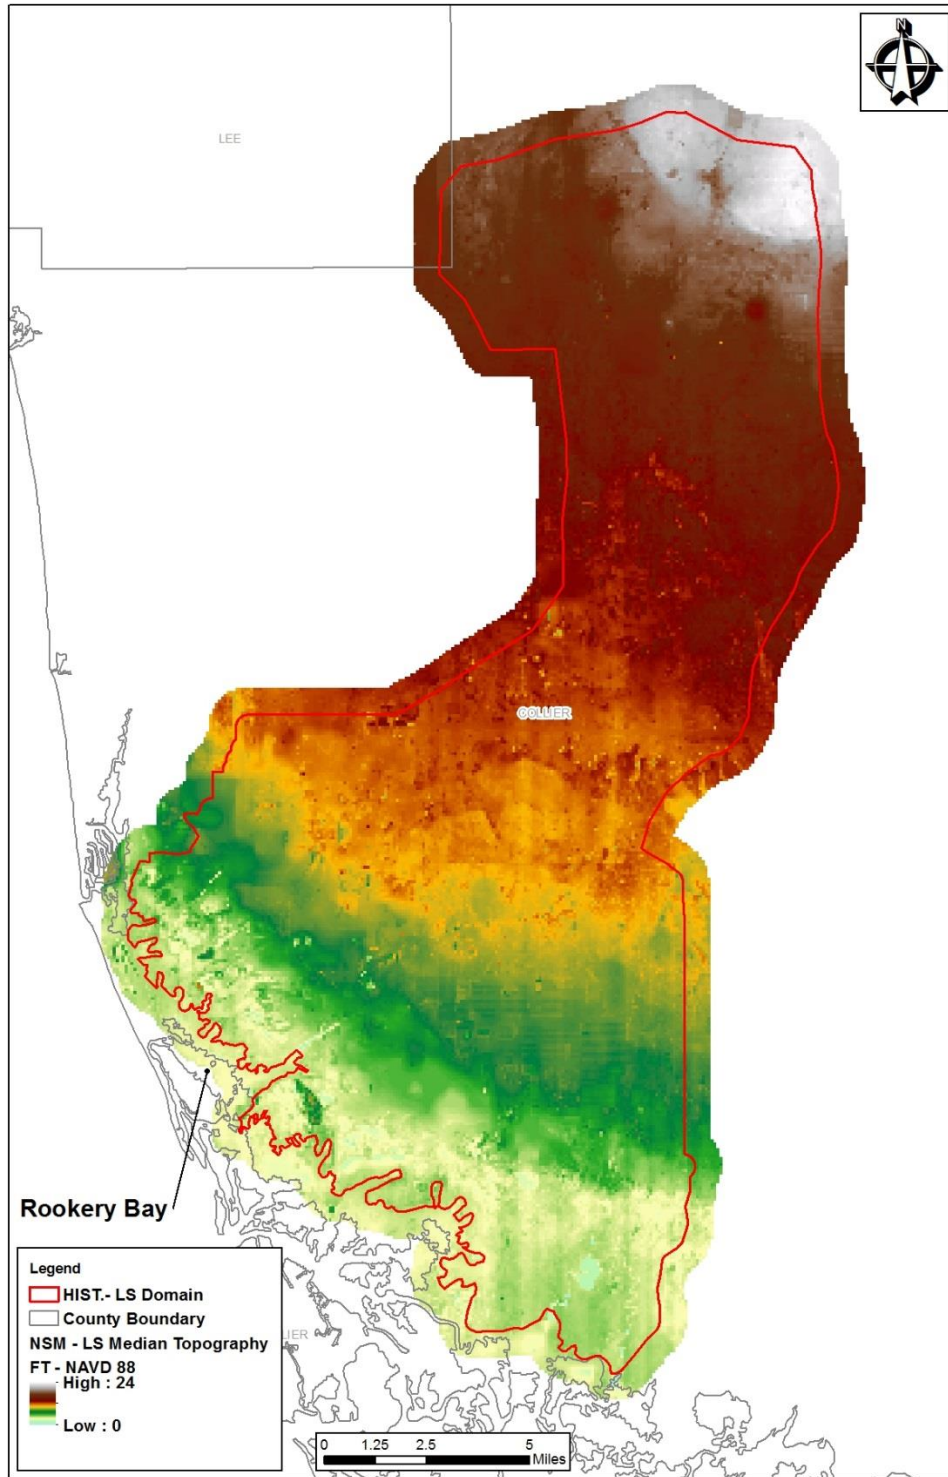 N
LEE
COLLIER
Rookery Bay
Legend
HIST.- LS Domain
County Boundary
NSM - LS Median Topography
FT - NAVD 88
High : 24
Low : 0
LIER
0 1.25 2.5 5
Miles